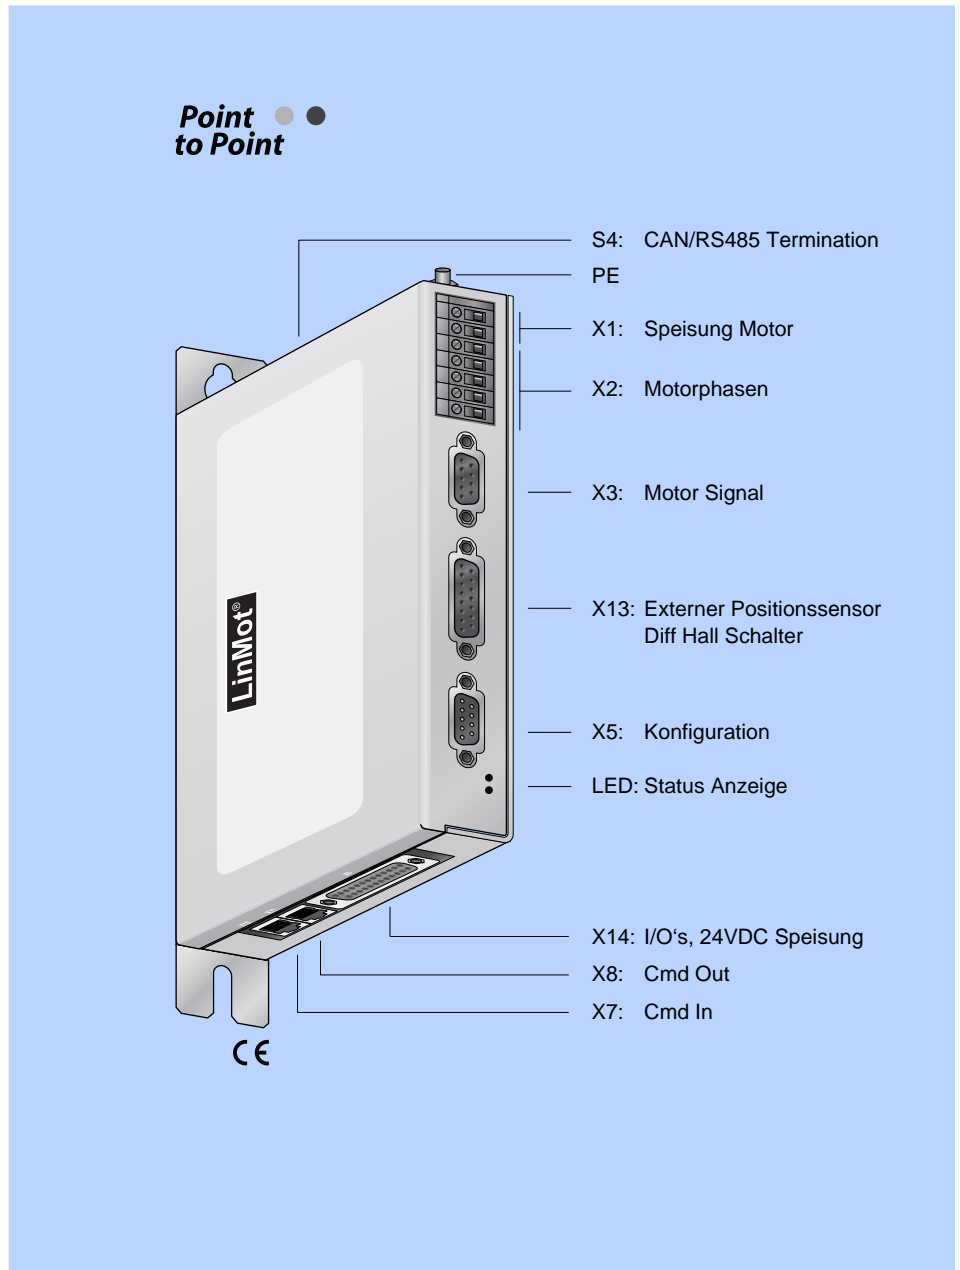 Point
to Point
S4: CAN/RS485 Termination
PE
X1: Speisung Motor
X2: Motorphasen
X3: Motor Signal
X13: Externer Positionssensor
Diff Hall Schalter
X5: Konfiguration
LED: Status Anzeige
LinMot®
X14: I/O‘s, 24VDC Speisung
X8: Cmd Out
X7: Cmd In
CE